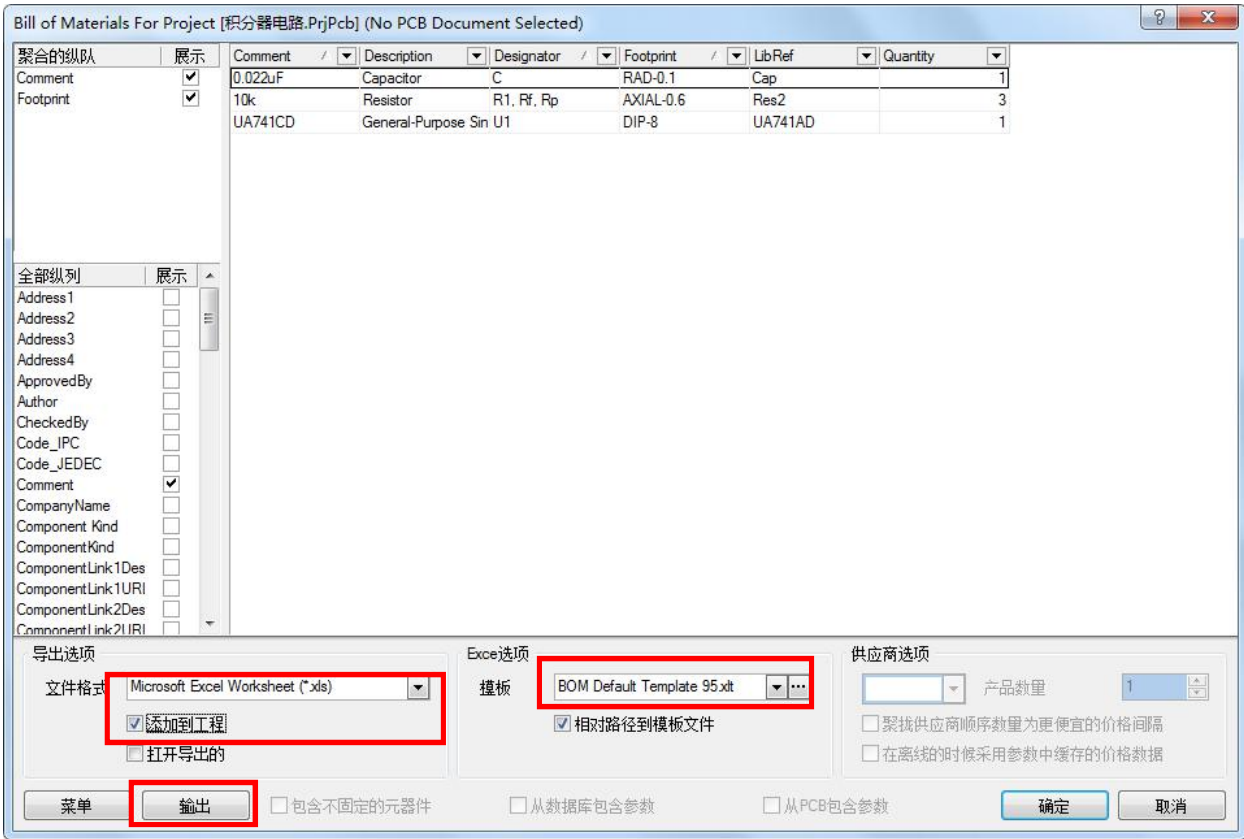 Bill of Materials For Project [积分器电路.PrjPcb] (No PCB Document Selected)
聚合的纵队 展示
Comment
Footprint
Comment Description Designator Footprint LibRef Quantity
0.022uF Capacitor C RAD-0.1 Cap 1
10k Resistor R1, Rf, Rp AXIAL-0.6 Res2 3
UA741CD General-Purpose Sin U1 DIP-8 UA741AD 1
全部纵列 展示
Address1
Address2
Address3
Address4
ApprovedBy
Author
CheckedBy
Code_IPC
Code_JEDEC
Comment
CompanyName
Component Kind
ComponentKind
ComponentLink1Des
ComponentLink1URI
ComponentLink2Des
ComponentLink2URI
导出选项
文件格式 Microsoft Excel Worksheet (*.xls)
添加到工程
打开导出的
Exce选项
模板 BOM Default Template 95.xlt ...
相对路径到模板文件
供应商选项
产品数量 1
聚找供应商顺序数量为更便宜的价格间隔
在离线的时候采用参数中缓存的价格数据
菜单 输出 包含不固定的元器件 从数据库包含参数 从PCB包含参数 确定 取消